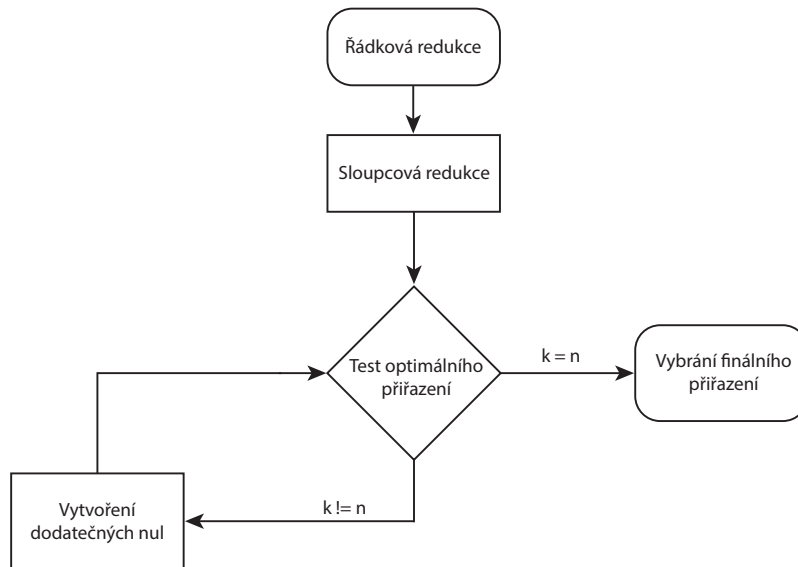 Řádková redukce
Sloupcová redukce
Test optimálního
přiřazení
k = n
Vybrání finálního
přiřazení
k != n
Vytvoření
dodatečných nul